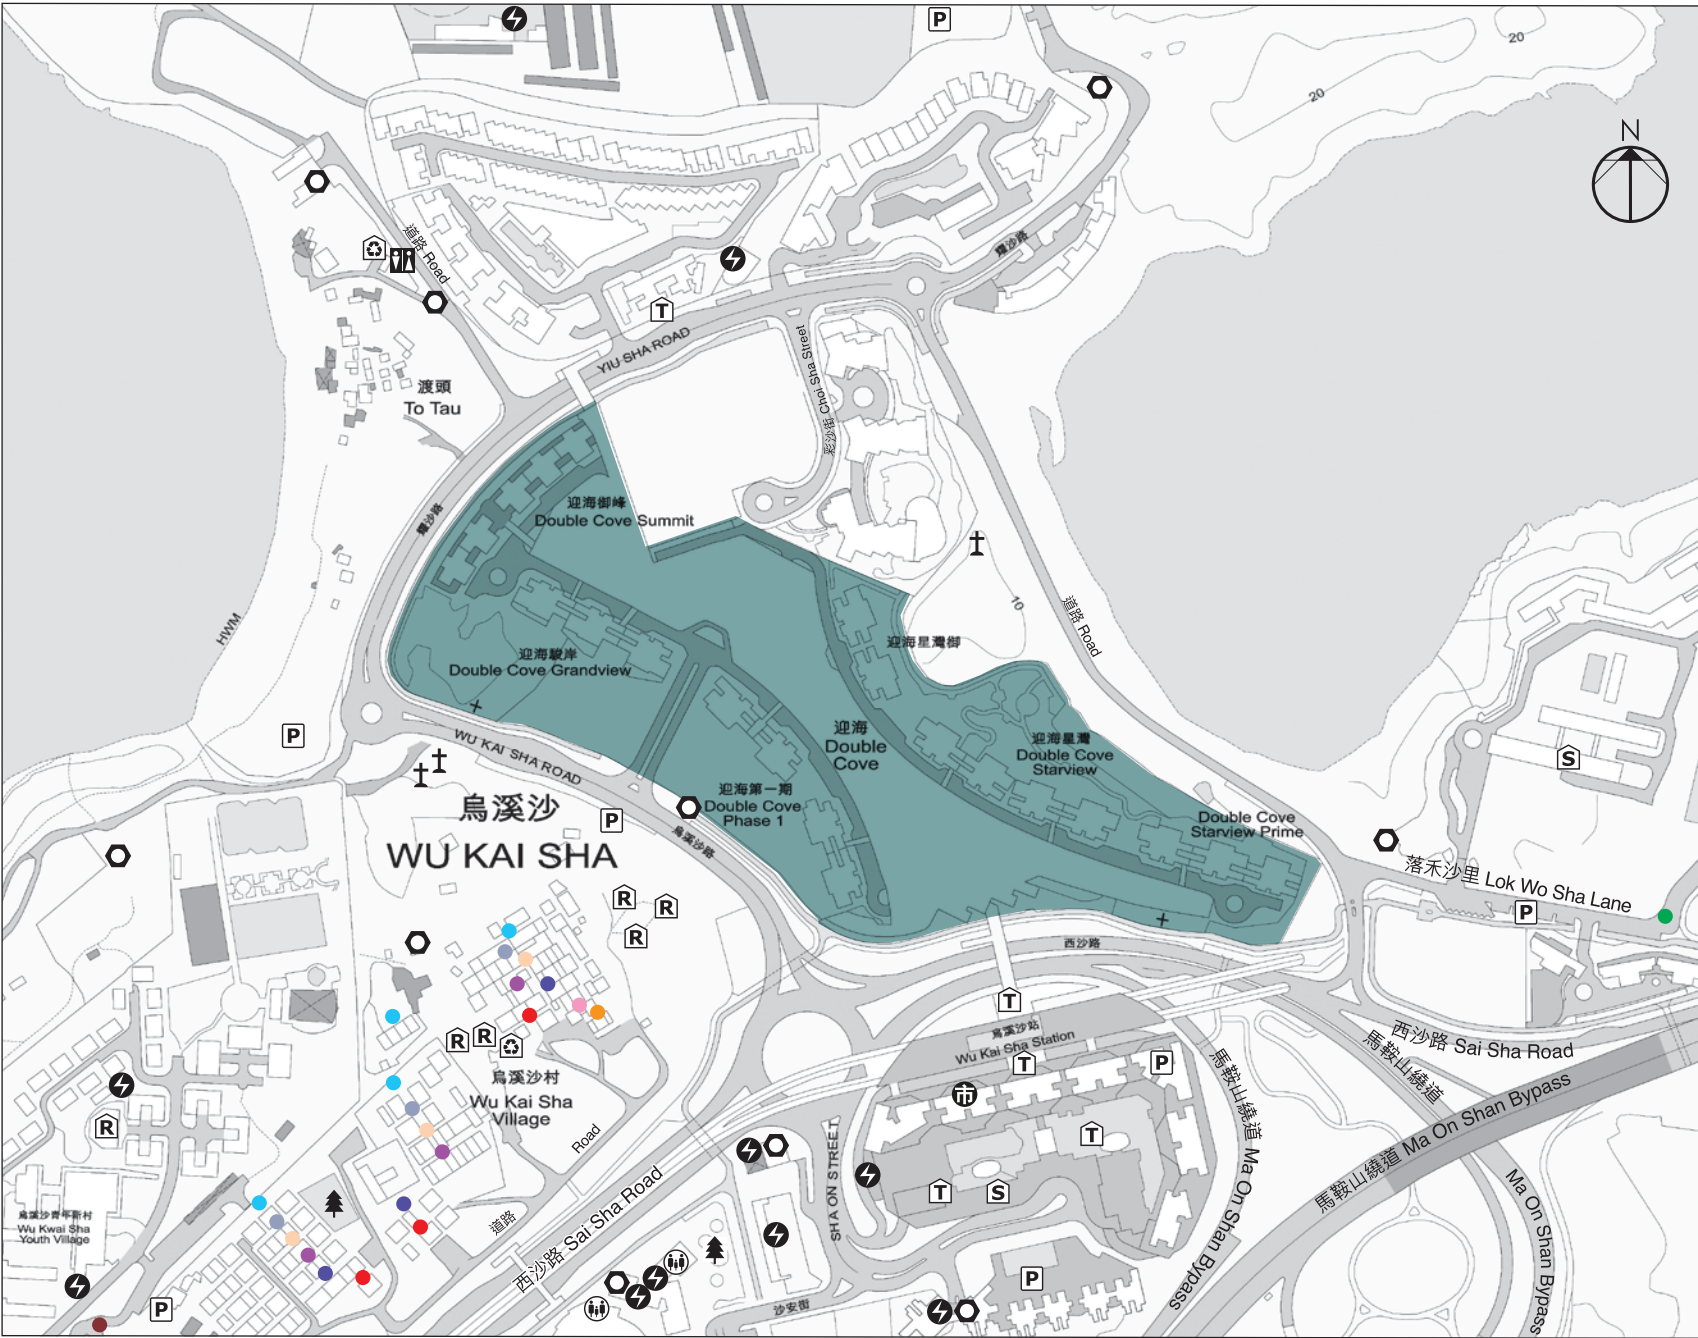 P
20
20
N
道路 Road
T
YIU SHA ROAD
耀沙路
彩沙街 Choi Sha Street
渡頭
To Tau
耀沙路
HWM
迎海御峰
Double Cove Summit
10
道路 Road
迎海星灣御
迎海駿岸
Double Cove Grandview
P
WU KAI SHA ROAD
迎海
Double
Cove
迎海星灣
Double Cove
Starview
S
迎海第一期
Double Cove
Phase 1
Double Cove
Starview Prime
烏溪沙
WU KAI SHA
P
烏溪沙路
落禾沙里 Lok Wo Sha Lane
P
R
R
R
西沙路
T
烏溪沙站
Wu Kai Sha Station
T
P
西沙路 Sai Sha Road
馬鞍山繞道
馬鞍山繞道 Ma On Shan Bypass
馬鞍山繞道 Ma On Shan Bypass
Ma On Shan Bypass
R
R
烏溪沙村
Wu Kai Sha
Village
市
T
T
S
R
Road
道路
西沙路 Sai Sha Road
SHA ON STREET
烏溪沙青年新村
Wu Kwai Sha
Youth Village
P
P
沙安街